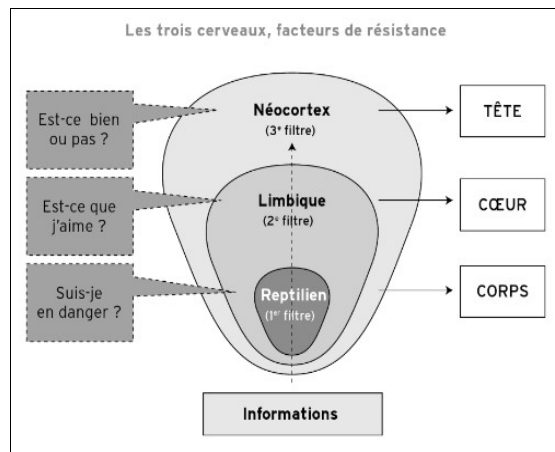 Les trois cerveaux, facteurs de résistance
Est-ce bien
ou pas ?
Néocortex
(3e filtre)
TÊTE
Est-ce que
j'aime ?
Limbique
(2e filtre)
CŒUR
Suis-je
en danger ?
Reptilien
(1er filtre)
CORPS
Informations